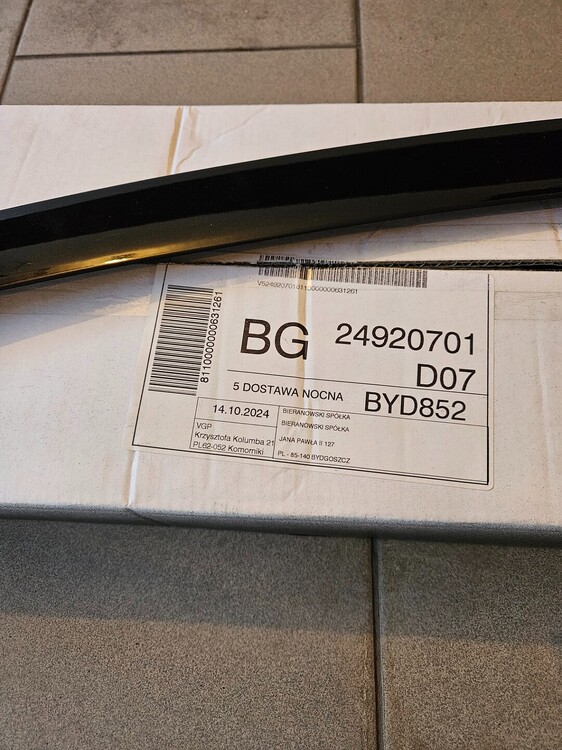 8110000000631261
BG 24920701
D07
5 DOSTAWA NOCNA BYD852
14.10.2024
BIERANOWSKI SPÓŁKA
BIERANOWSKI SPÓŁKA
VGP
Krzysztofa Kolumba 21
JANA PAWŁA II 127
PL62-052 Komorniki
PL - 85-140 BYDGOSZCZ